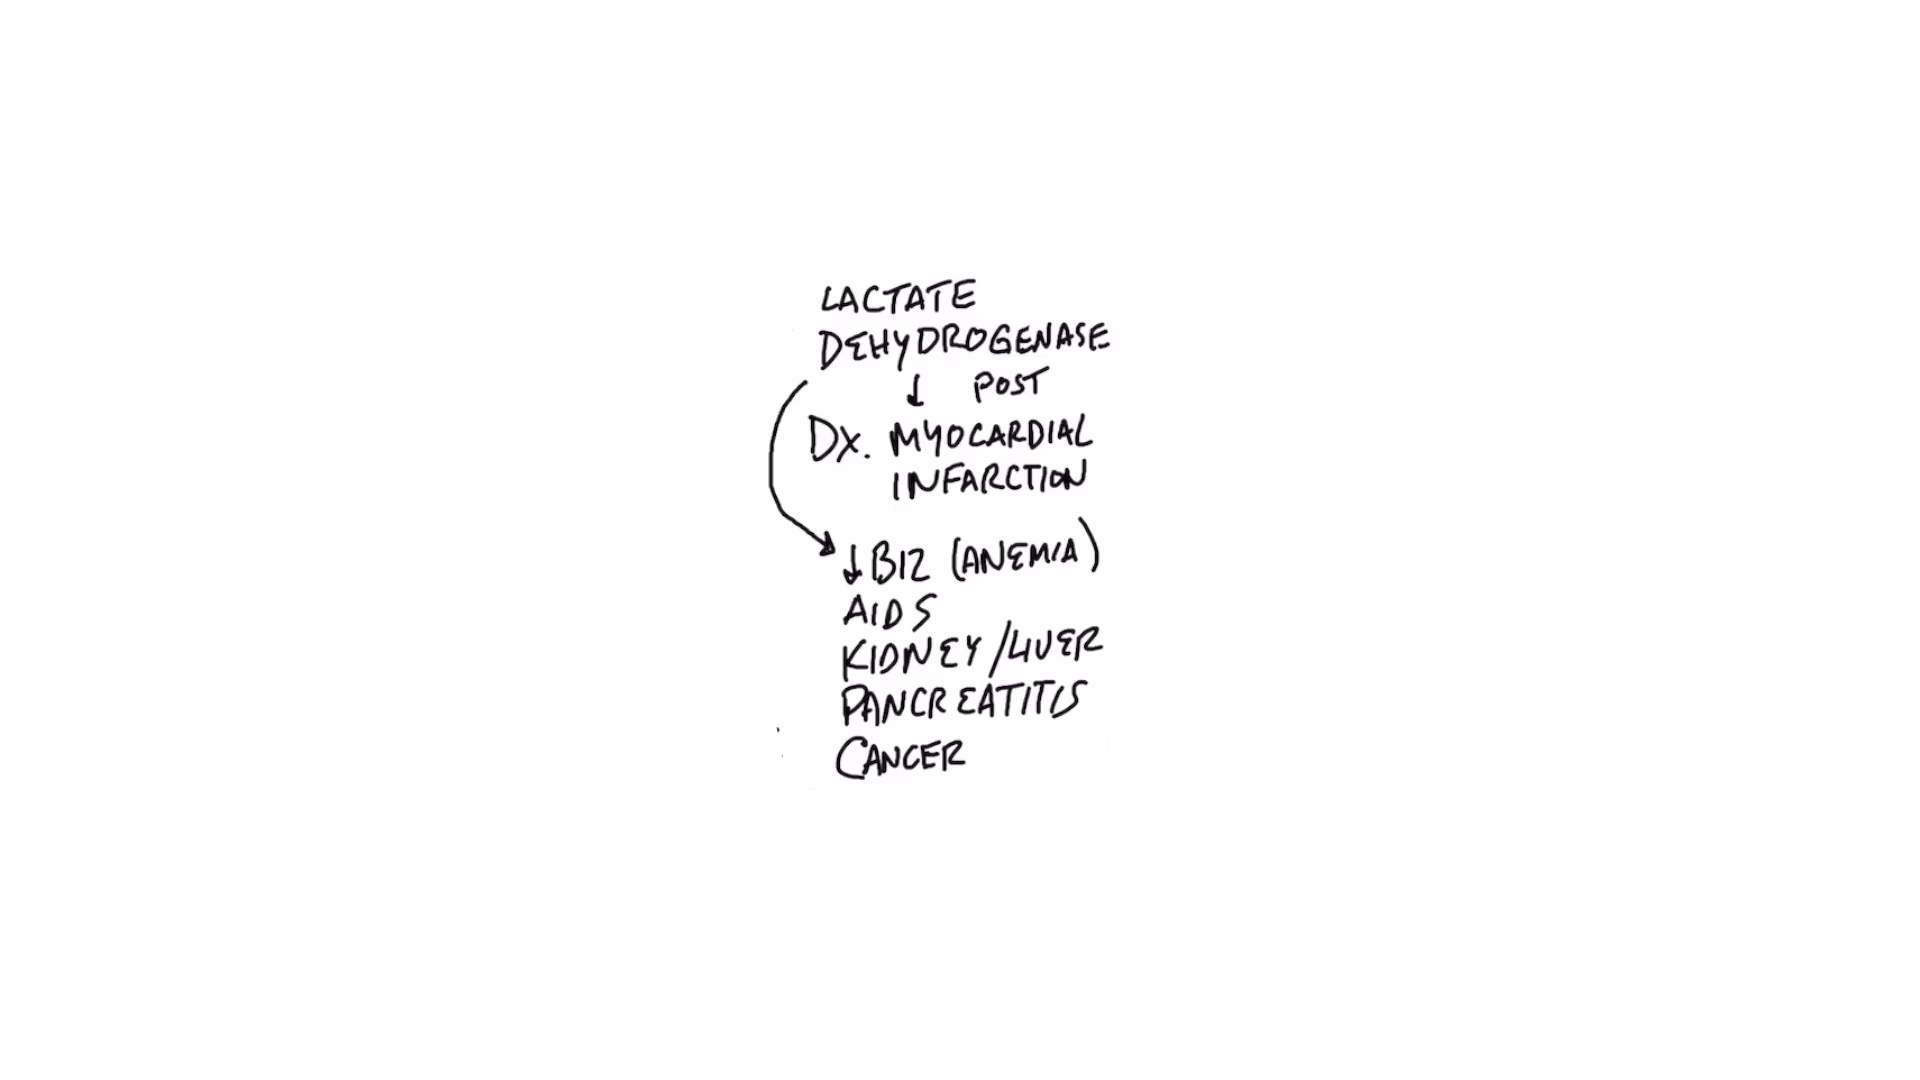 LACTATE
DEHYDROGENASE
↓ POST
DX. MYOCARDIAL
INFARCTION
↓ B12 (ANEMIA)
AIDS
KIDNEY/LIVER
PANCREATITIS
CANCER